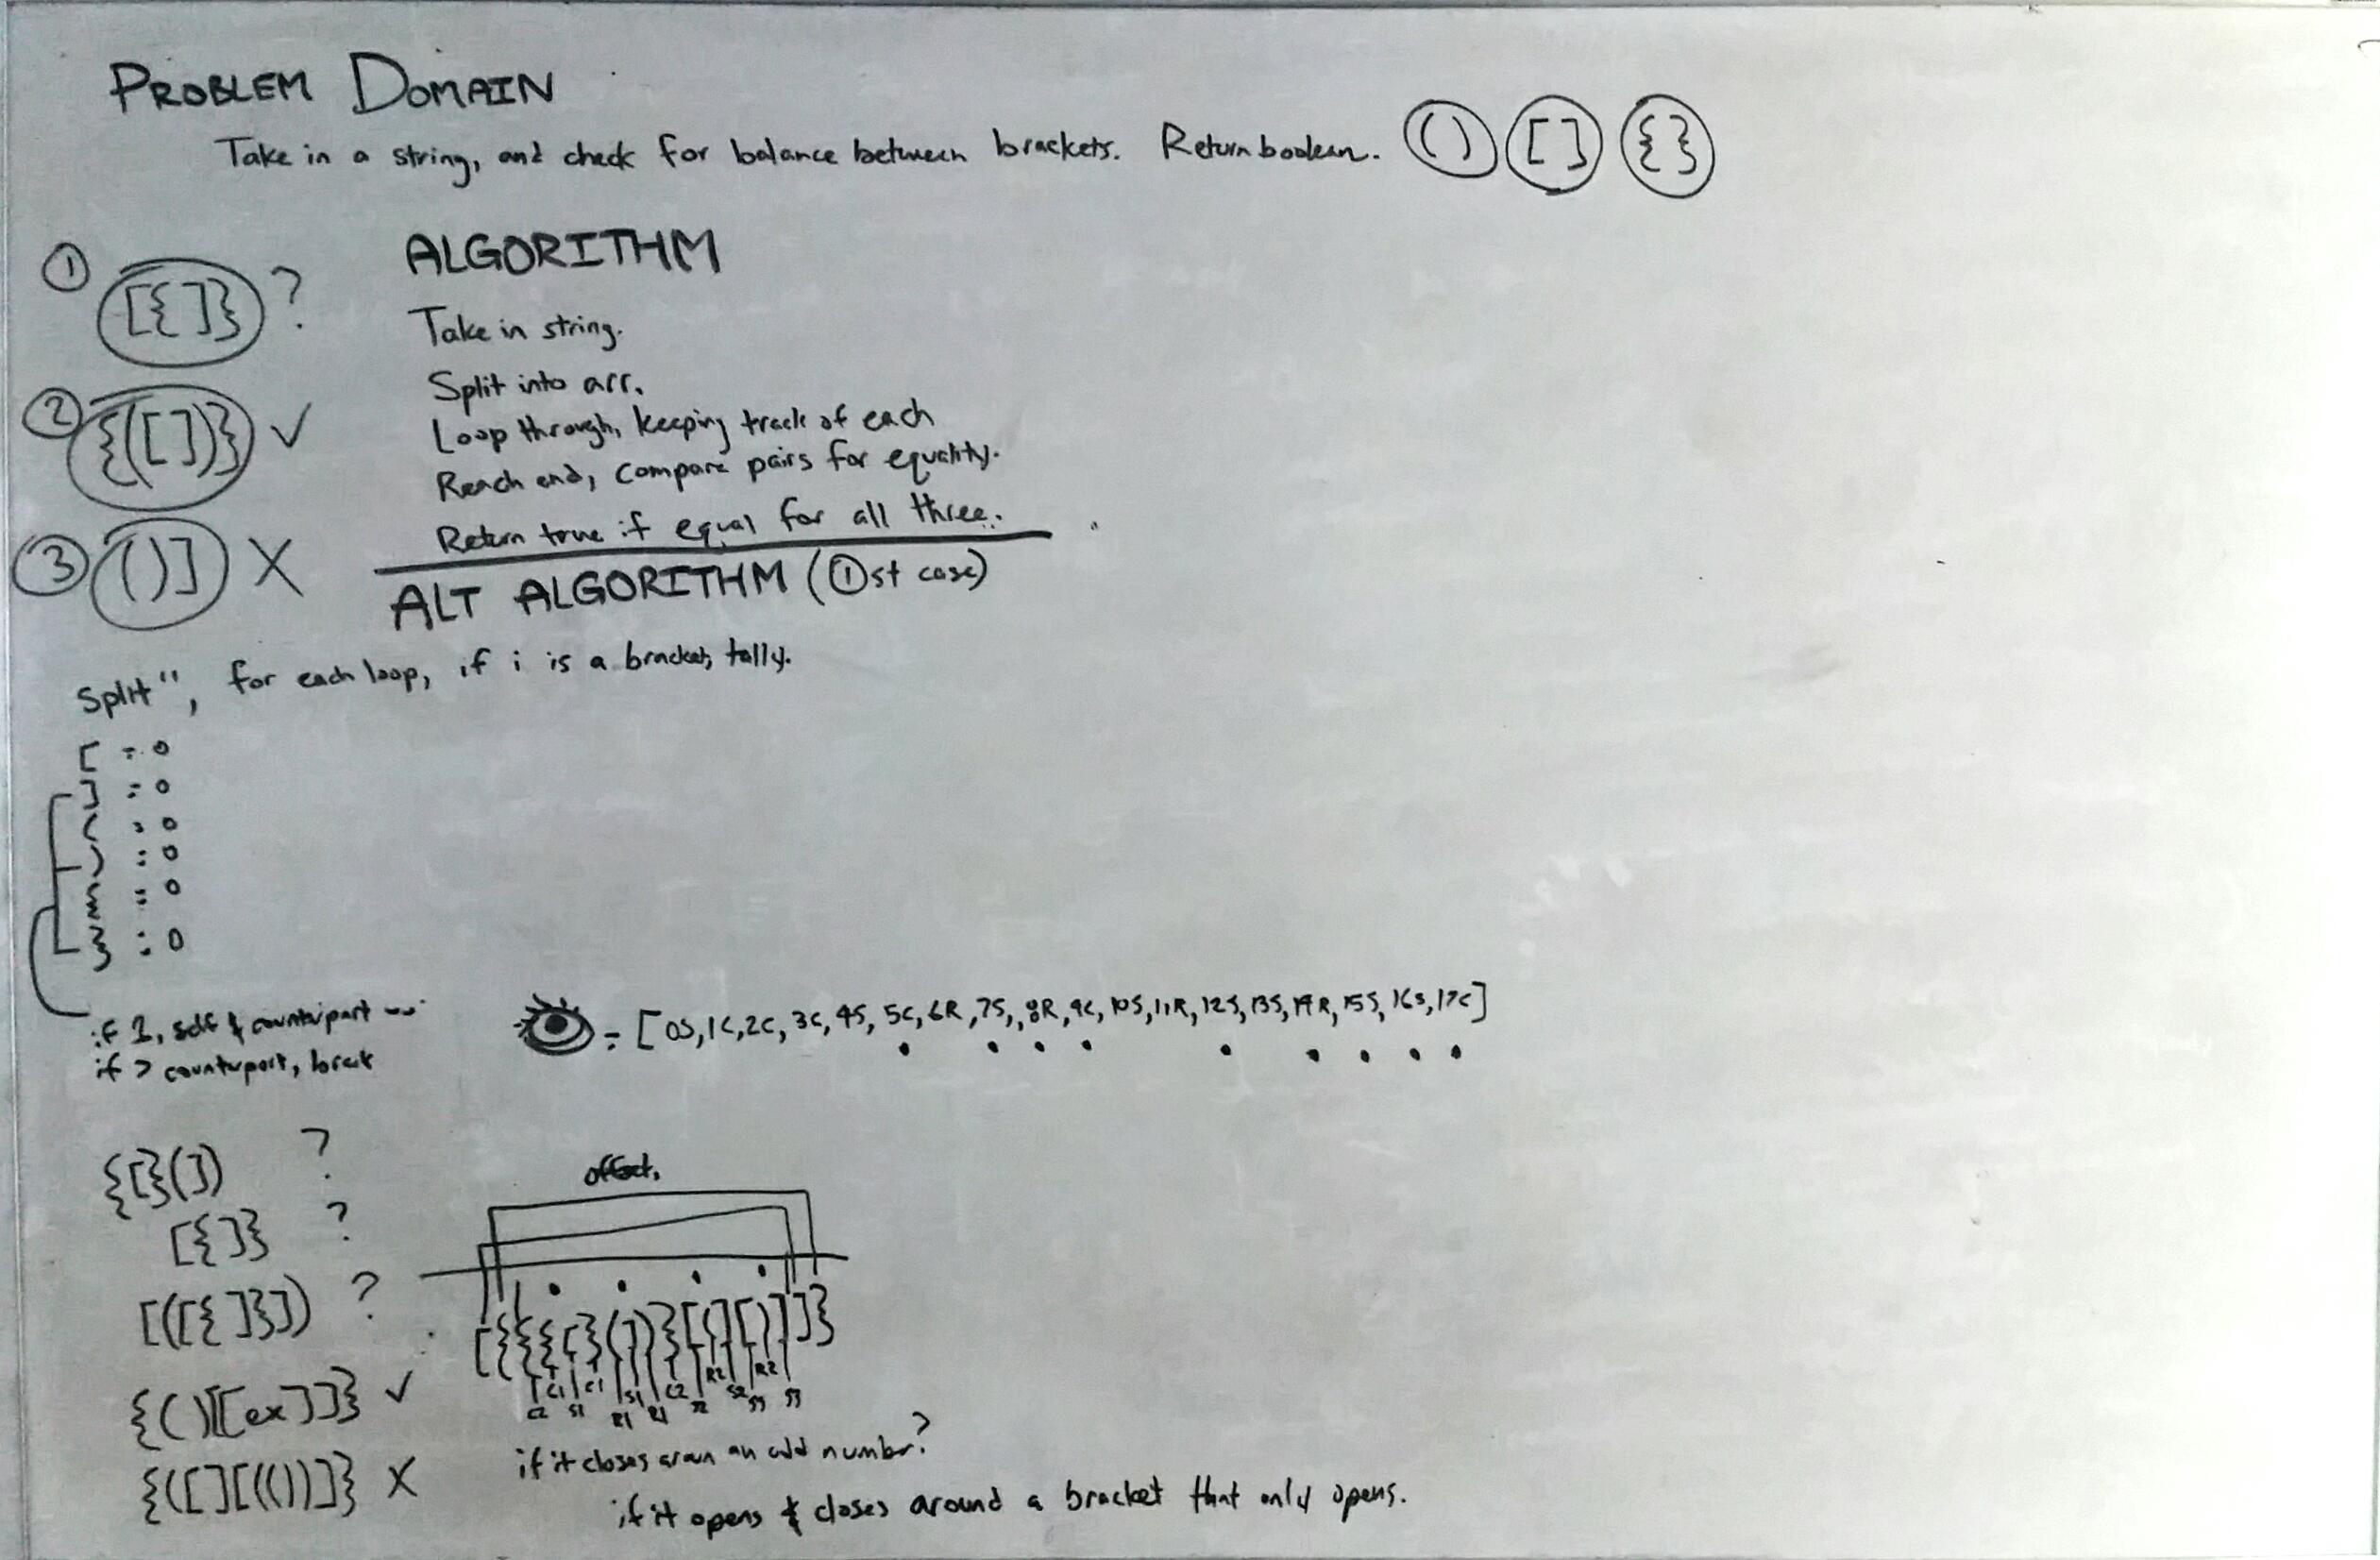 PROBLEM DOMAIN
Take in a string, and check for balance between brackets. Return boolean. () [] {}
① [{]} ?
② {([])} ✓
③ ()] X
ALGORITHM
Take in string.
Split into arr.
Loop through, keeping track of each
Reach end, compare pairs for equality.
Return true if equal for all three.
ALT ALGORITHM (①st case)
Split '', for each loop, if i is a bracket, tally.
[ : 0
] : 0
( : 0
) : 0
{ : 0
} : 0
if 1, self & counterpart --
if > counterpart, break
= [0S,1C,2C,3C,4S,5C,6R,7S,8R,9C,10S,11R,12S,13S,14R,15S,16S,17C]
{[}(]) ?
[{]} ?
[([{]}]) ?
{()[[ex]]} ✓
{([][(())]} X
offset,
[{{{[}(])}[(][)]]]}
C1 C1 S1 C2 R2 S2 R2
C2 S1 R1 R1 S2 S3 S3
if it closes around an odd number?
if it opens & closes around a bracket that only opens.